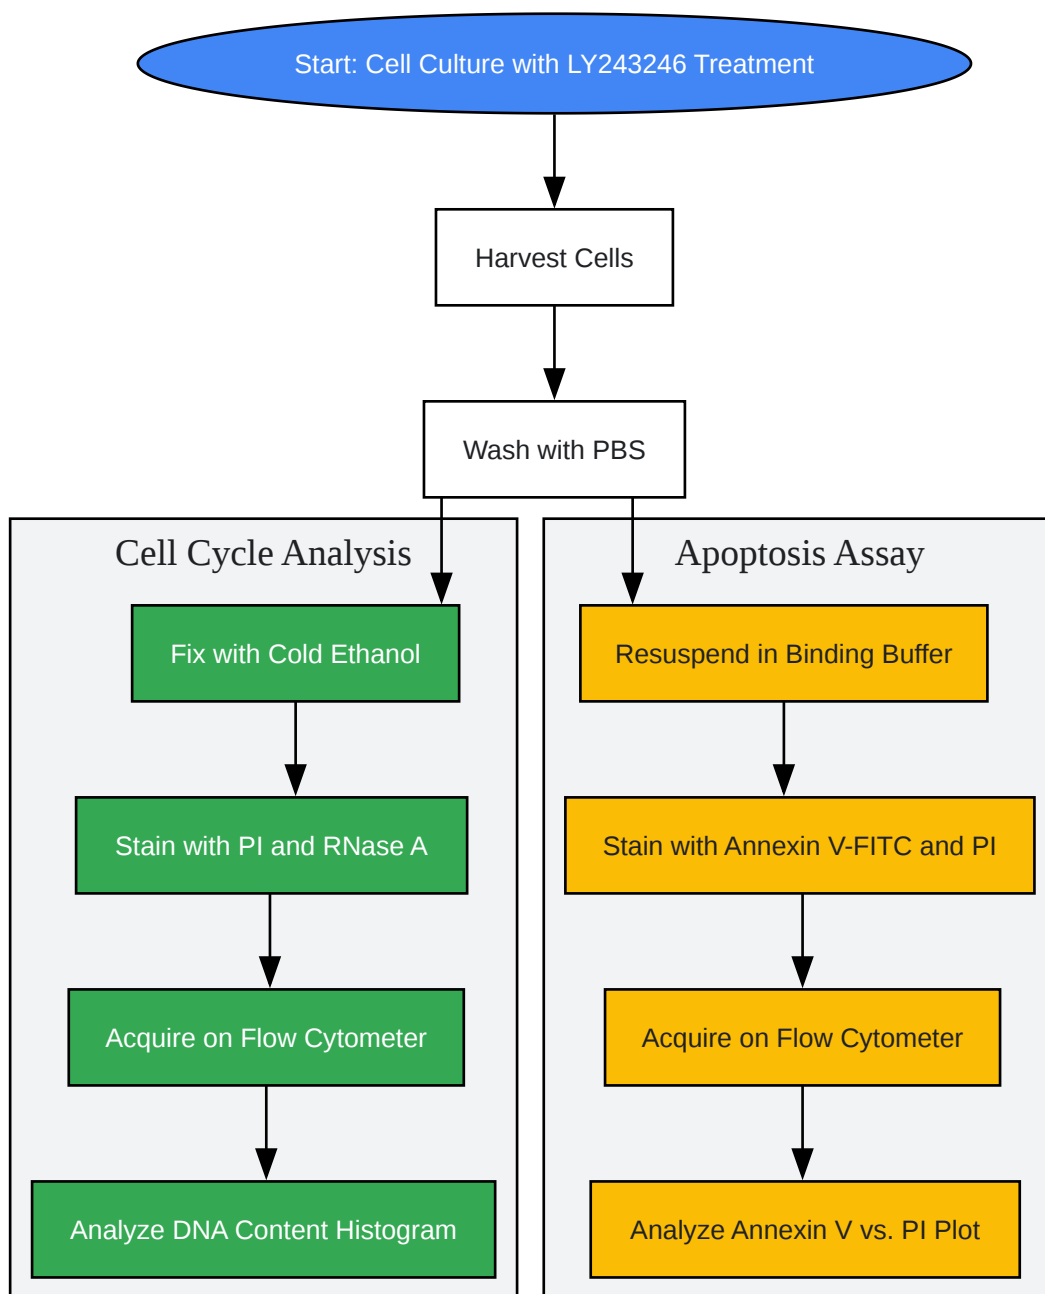 Start: Cell Culture with LY243246 Treatment
Harvest Cells
Wash with PBS
Cell Cycle Analysis
Fix with Cold Ethanol
Stain with PI and RNase A
Acquire on Flow Cytometer
Analyze DNA Content Histogram
Apoptosis Assay
Resuspend in Binding Buffer
Stain with Annexin V-FITC and PI
Acquire on Flow Cytometer
Analyze Annexin V vs. PI Plot